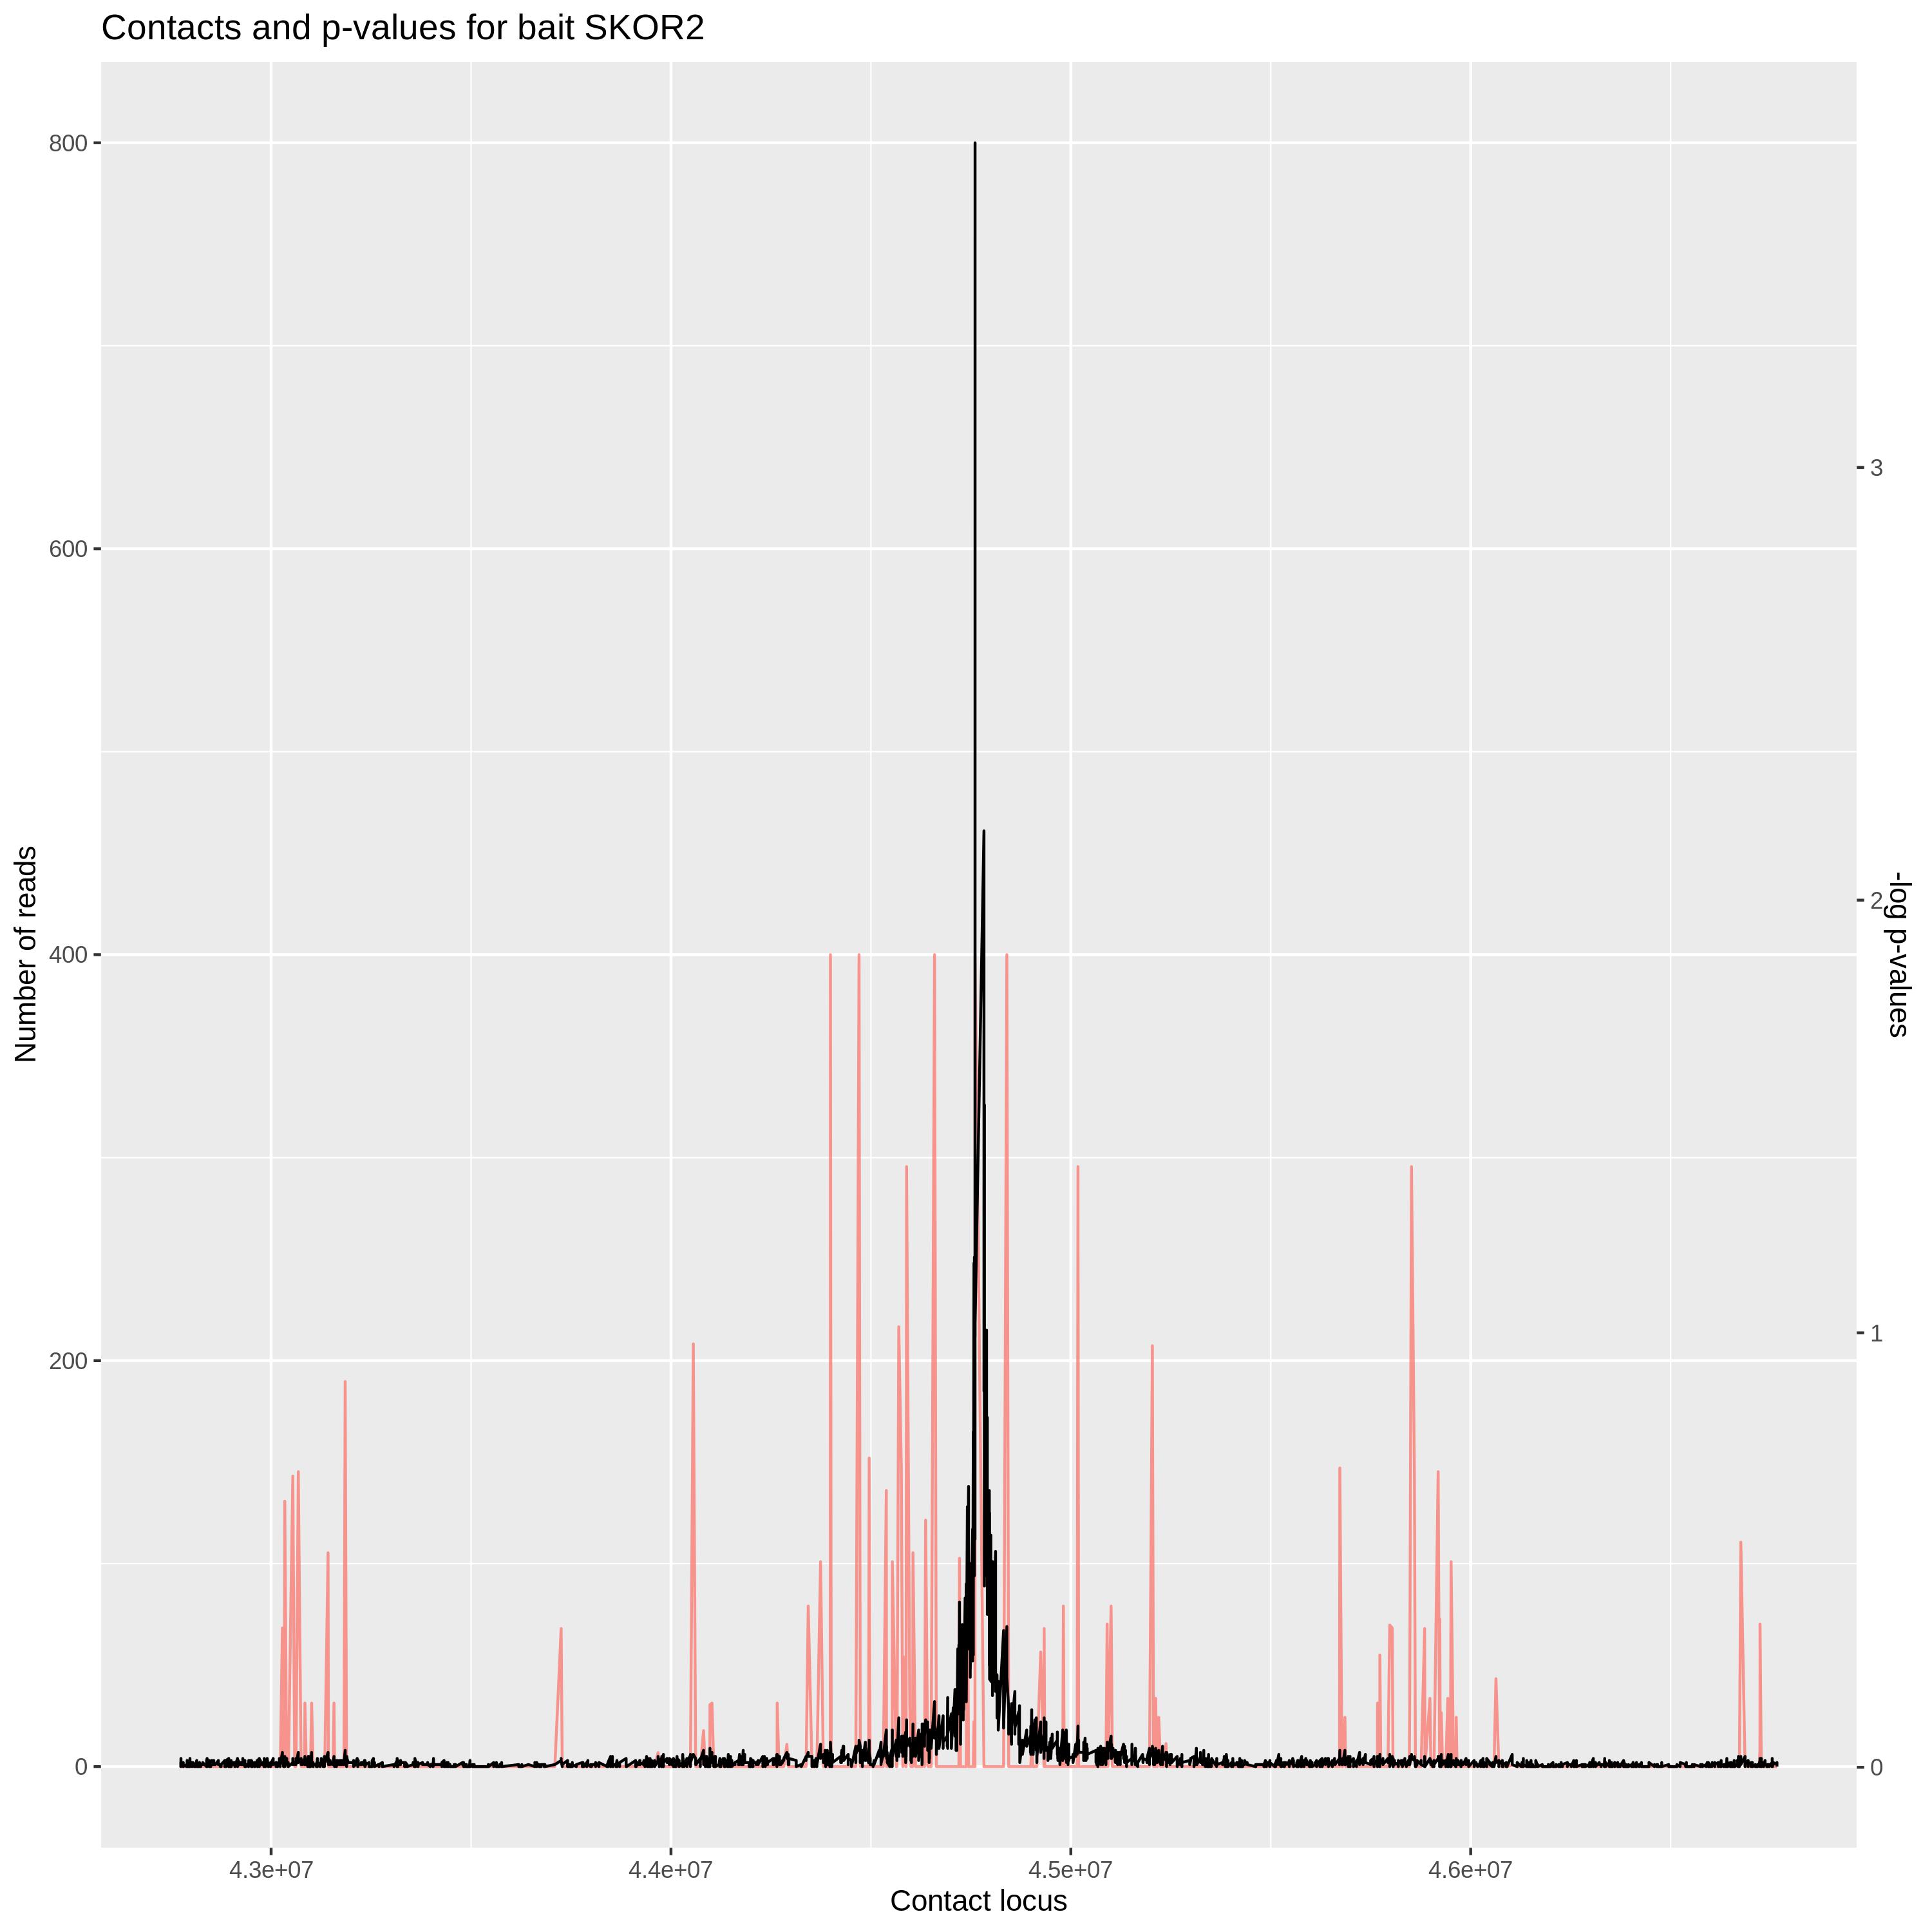 Contacts and p-values for bait SKOR2
800
600
400
200
0
Number of reads
3
2
1
0
-log p-values
4.3e+07
4.4e+07
4.5e+07
4.6e+07
Contact locus